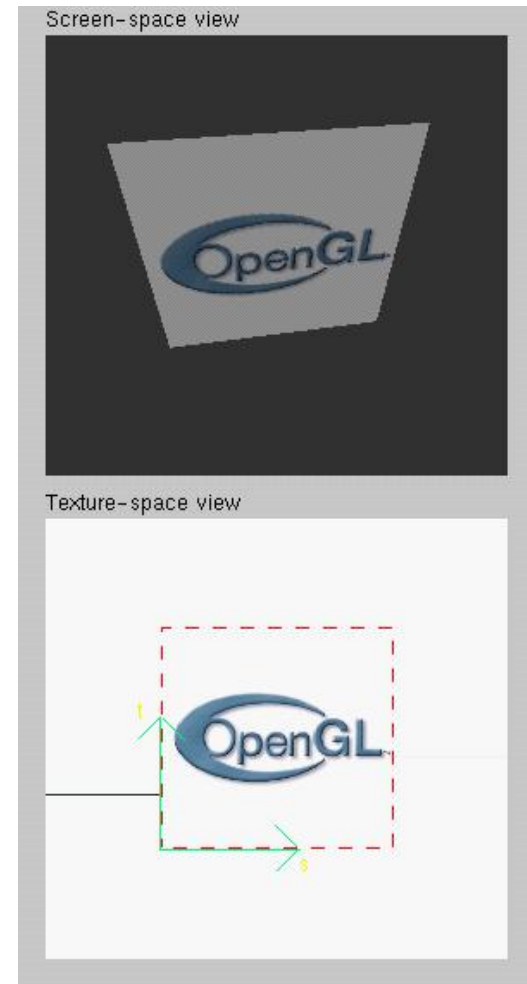 Screen-space view
OpenGL
Texture-space view
t
OpenGL
s